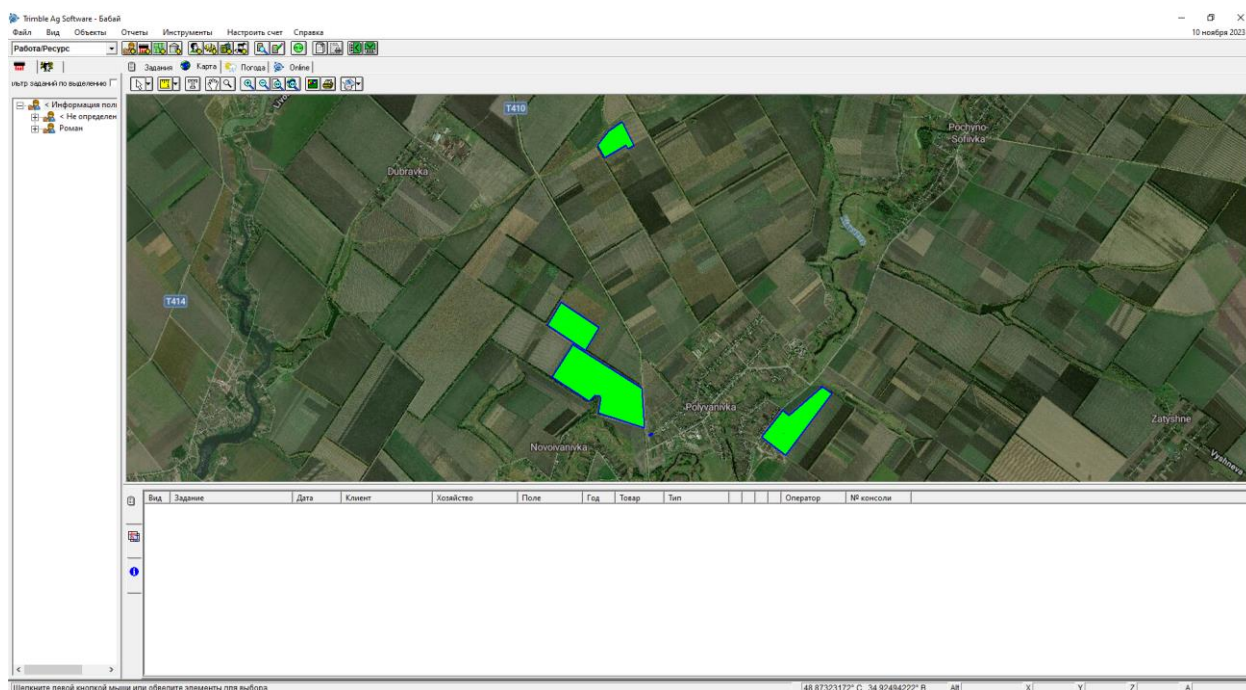 Trimble Ag Software - Бабай
Файл Вид Объекты Отчеты Инструменты Настроить счет Справка
10 ноября 2023
Работа/Ресурс
Задания Карта Погода Online
ильтр заданий по выделению
< Информация пол
< Не определен
Роман
T410
Pochyno-
Sofiivka
Dubravka
T414
Polyvanivka
Zatyshne
Novoivanivka
Vyshneva
Вид Задание Дата Клиент Хозяйство Поле Год Товар Тип Оператор № консоли
Щелкните левой кнопкой мыши или обведите элементы для выбора
48.87323172° С, 34.92494222° В Alt X Y Z A